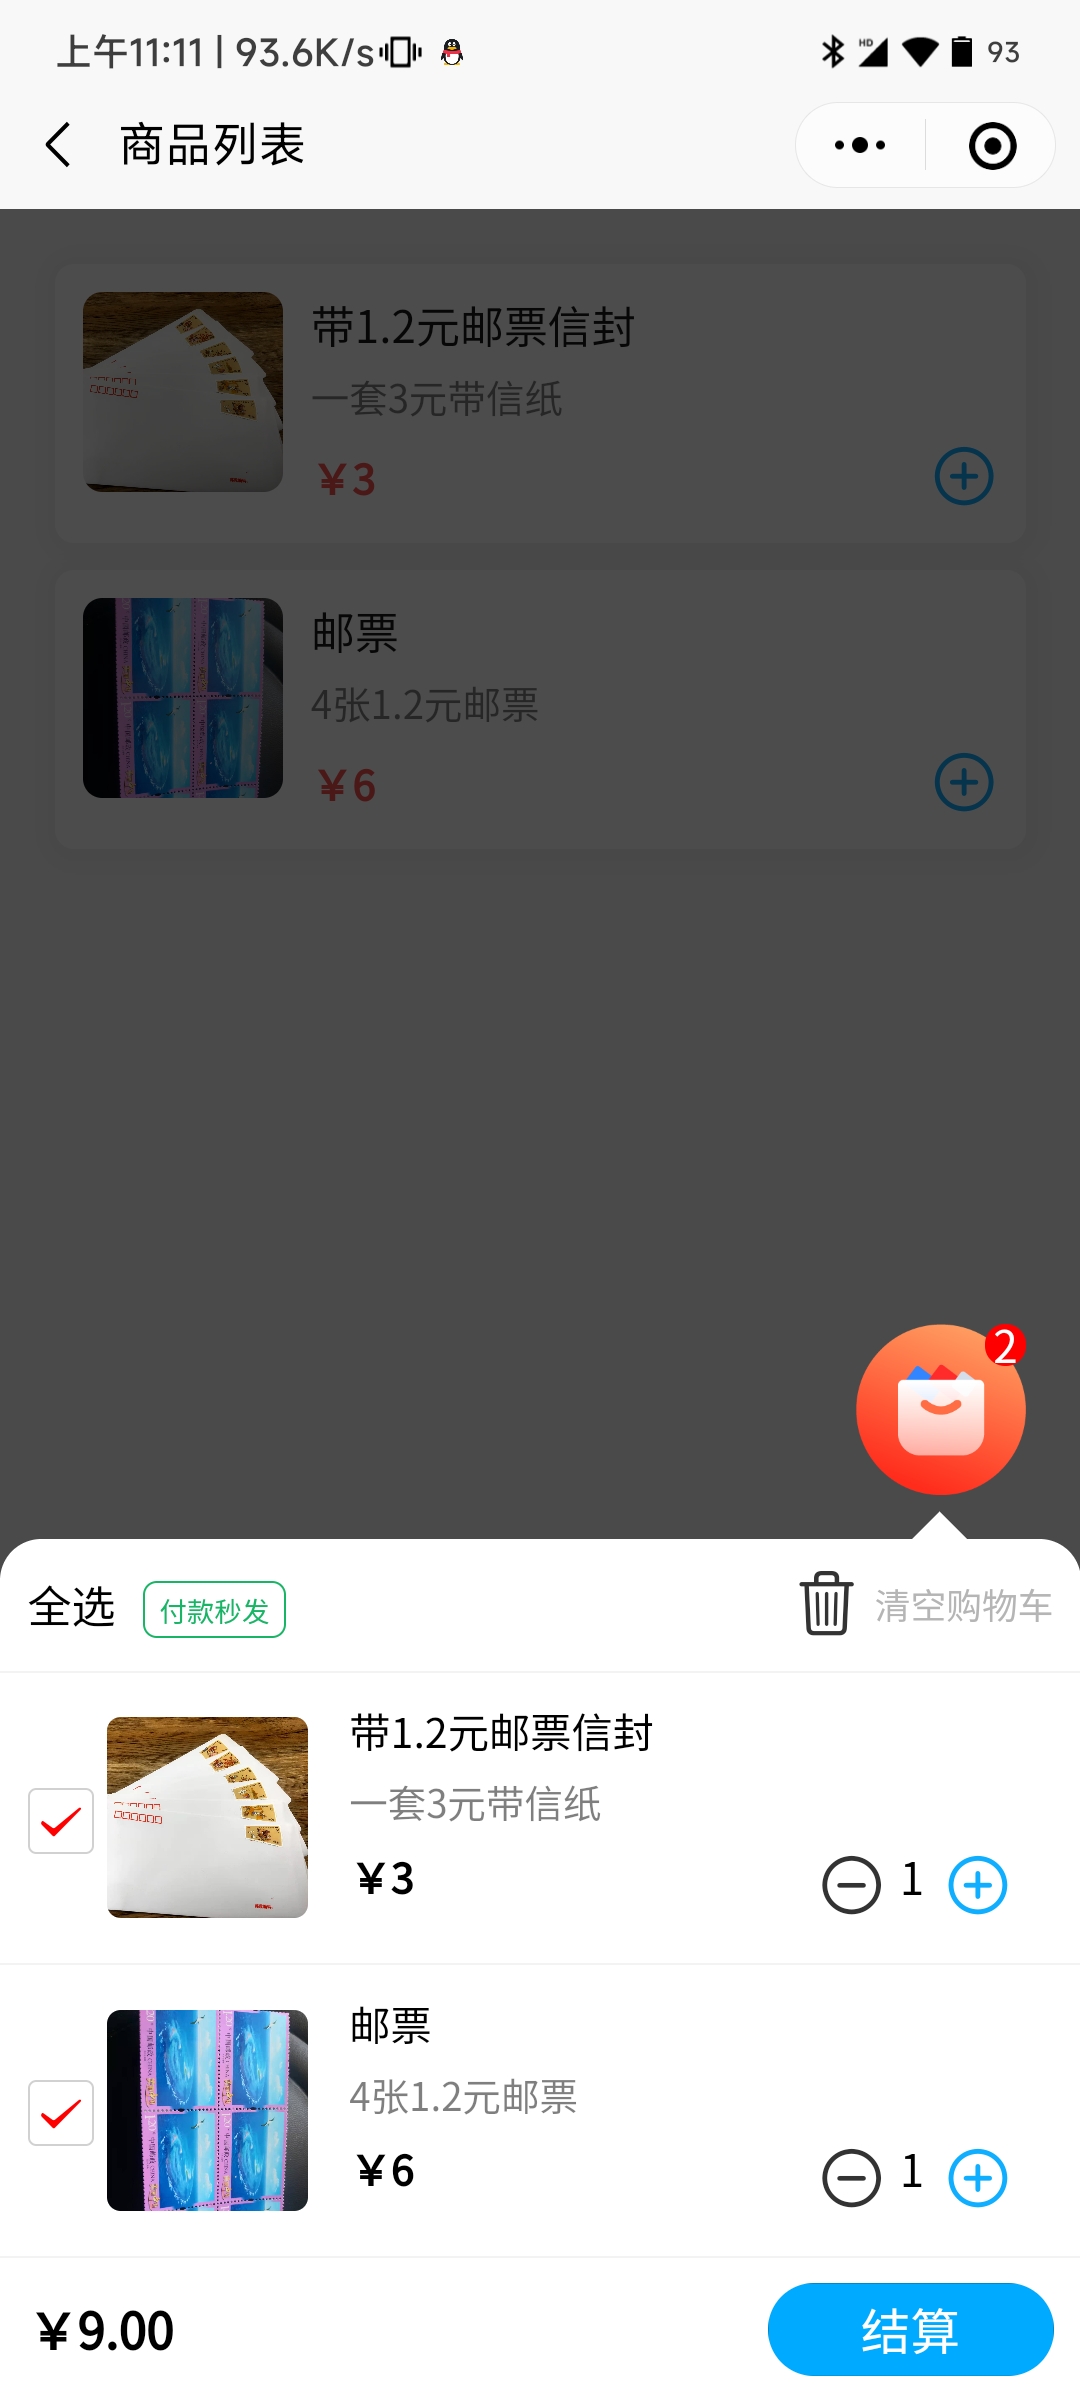 上午11:11 | 93.6K/s
HD
93
商品列表
带1.2元邮票信封
一套3元带信纸
¥3
邮票
4张1.2元邮票
¥6
2
全选
付款秒发
清空购物车
带1.2元邮票信封
一套3元带信纸
¥3
1
邮票
4张1.2元邮票
¥6
1
¥9.00
结算